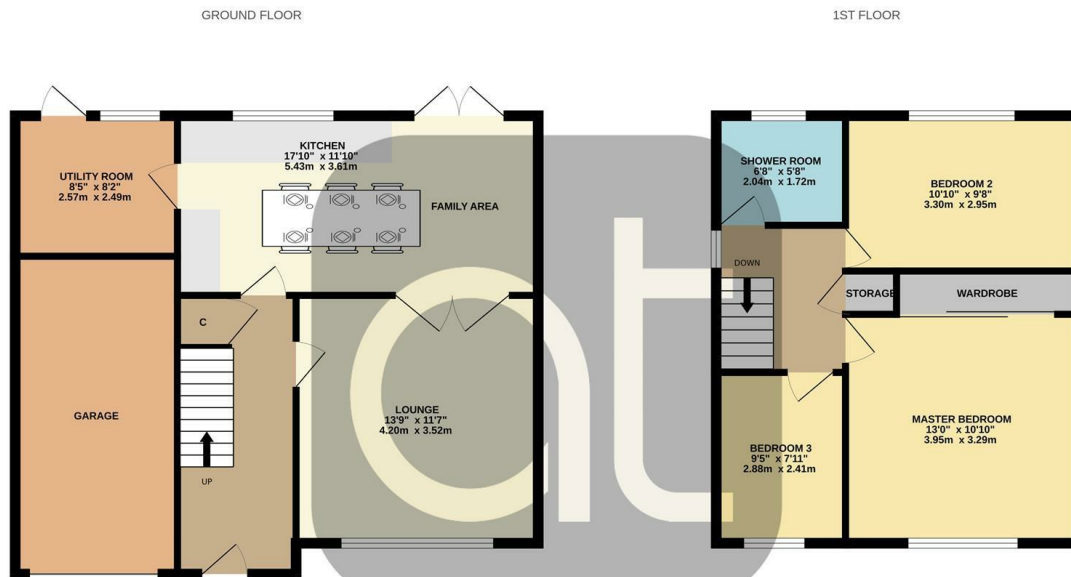 GROUND FLOOR
1ST FLOOR
UTILITY ROOM
8'5" x 8'2"
2.57m x 2.49m
KITCHEN
17'10" x 11'10"
5.43m x 3.61m
FAMILY AREA
C
GARAGE
UP
LOUNGE
13'9" x 11'7"
4.20m x 3.52m
SHOWER ROOM
6'8" x 5'8"
2.04m x 1.72m
BEDROOM 2
10'10" x 9'8"
3.30m x 2.95m
DOWN
STORAGE
WARDROBE
MASTER BEDROOM
13'0" x 10'10"
3.95m x 3.29m
BEDROOM 3
9'5" x 7'11"
2.88m x 2.41m
at